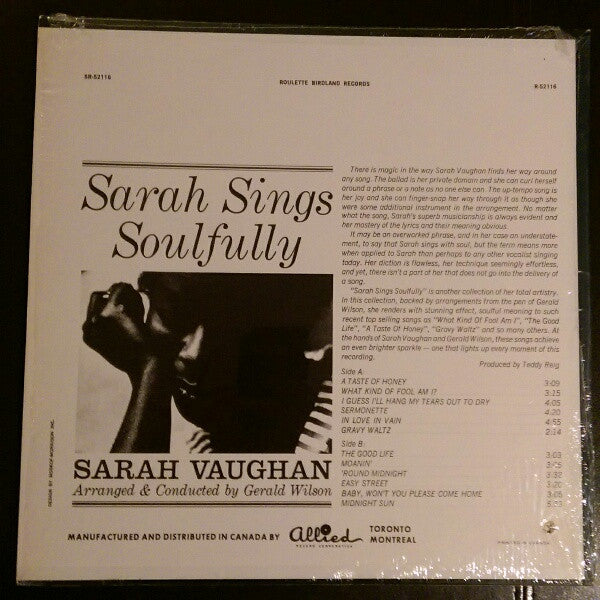 SR-52116
ROULETTE BIRDLAND RECORDS
R-52116
Sarah Sings
Soulfully
There is magic in the way Sarah Vaughan finds her way around
any song. The ballad is her private domain and she can curl herself
around a phrase or a note as no one else can. The up-tempo song is
her joy and she can finger-snap her way through it as though she
were some additional instrument in the arrangement. No matter
what the song, Sarah's superb musicianship is always evident and
her mastery of the lyrics and their meaning obvious.
It may be an overworked phrase, and in her case an understate-
ment, to say that Sarah sings with soul, but the term means more
when applied to Sarah than perhaps to any other vocalist singing
today. Her diction is flawless, her technique seemingly effortless,
and yet, there isn't a part of her that does not go into the delivery of
a song.
"Sarah Sings Soulfully" is another collection of her total artistry.
In this collection, backed by arrangements from the pen of Gerald
Wilson, she renders with stunning effect, soulful meaning to such
recent top selling songs as "What Kind Of Fool Am I", "The Good
Life", "A Taste Of Honey", "Gravy Waltz" and so many others. At
the hands of Sarah Vaughan and Gerald Wilson, these songs achieve
an even brighter sparkle — one that lights up every moment of this
recording.
Produced by Teddy Reig
Side A:
A TASTE OF HONEY 3:09
WHAT KIND OF FOOL AM I? 3:15
I GUESS I'LL HANG MY TEARS OUT TO DRY 4:05
SERMONETTE 4:20
IN LOVE IN VAIN 4:55
GRAVY WALTZ 2:14
Side B:
THE GOOD LIFE 3:03
MOANIN'
'ROUND MIDNIGHT 3:32
EASY STREET 3:20
BABY, WON'T YOU PLEASE COME HOME 3:05
MIDNIGHT SUN
SARAH VAUGHAN
Arranged & Conducted by Gerald Wilson
MANUFACTURED AND DISTRIBUTED IN CANADA BY allied TORONTO
RECORD CORPORATION MONTREAL
PRINTED IN CANADA